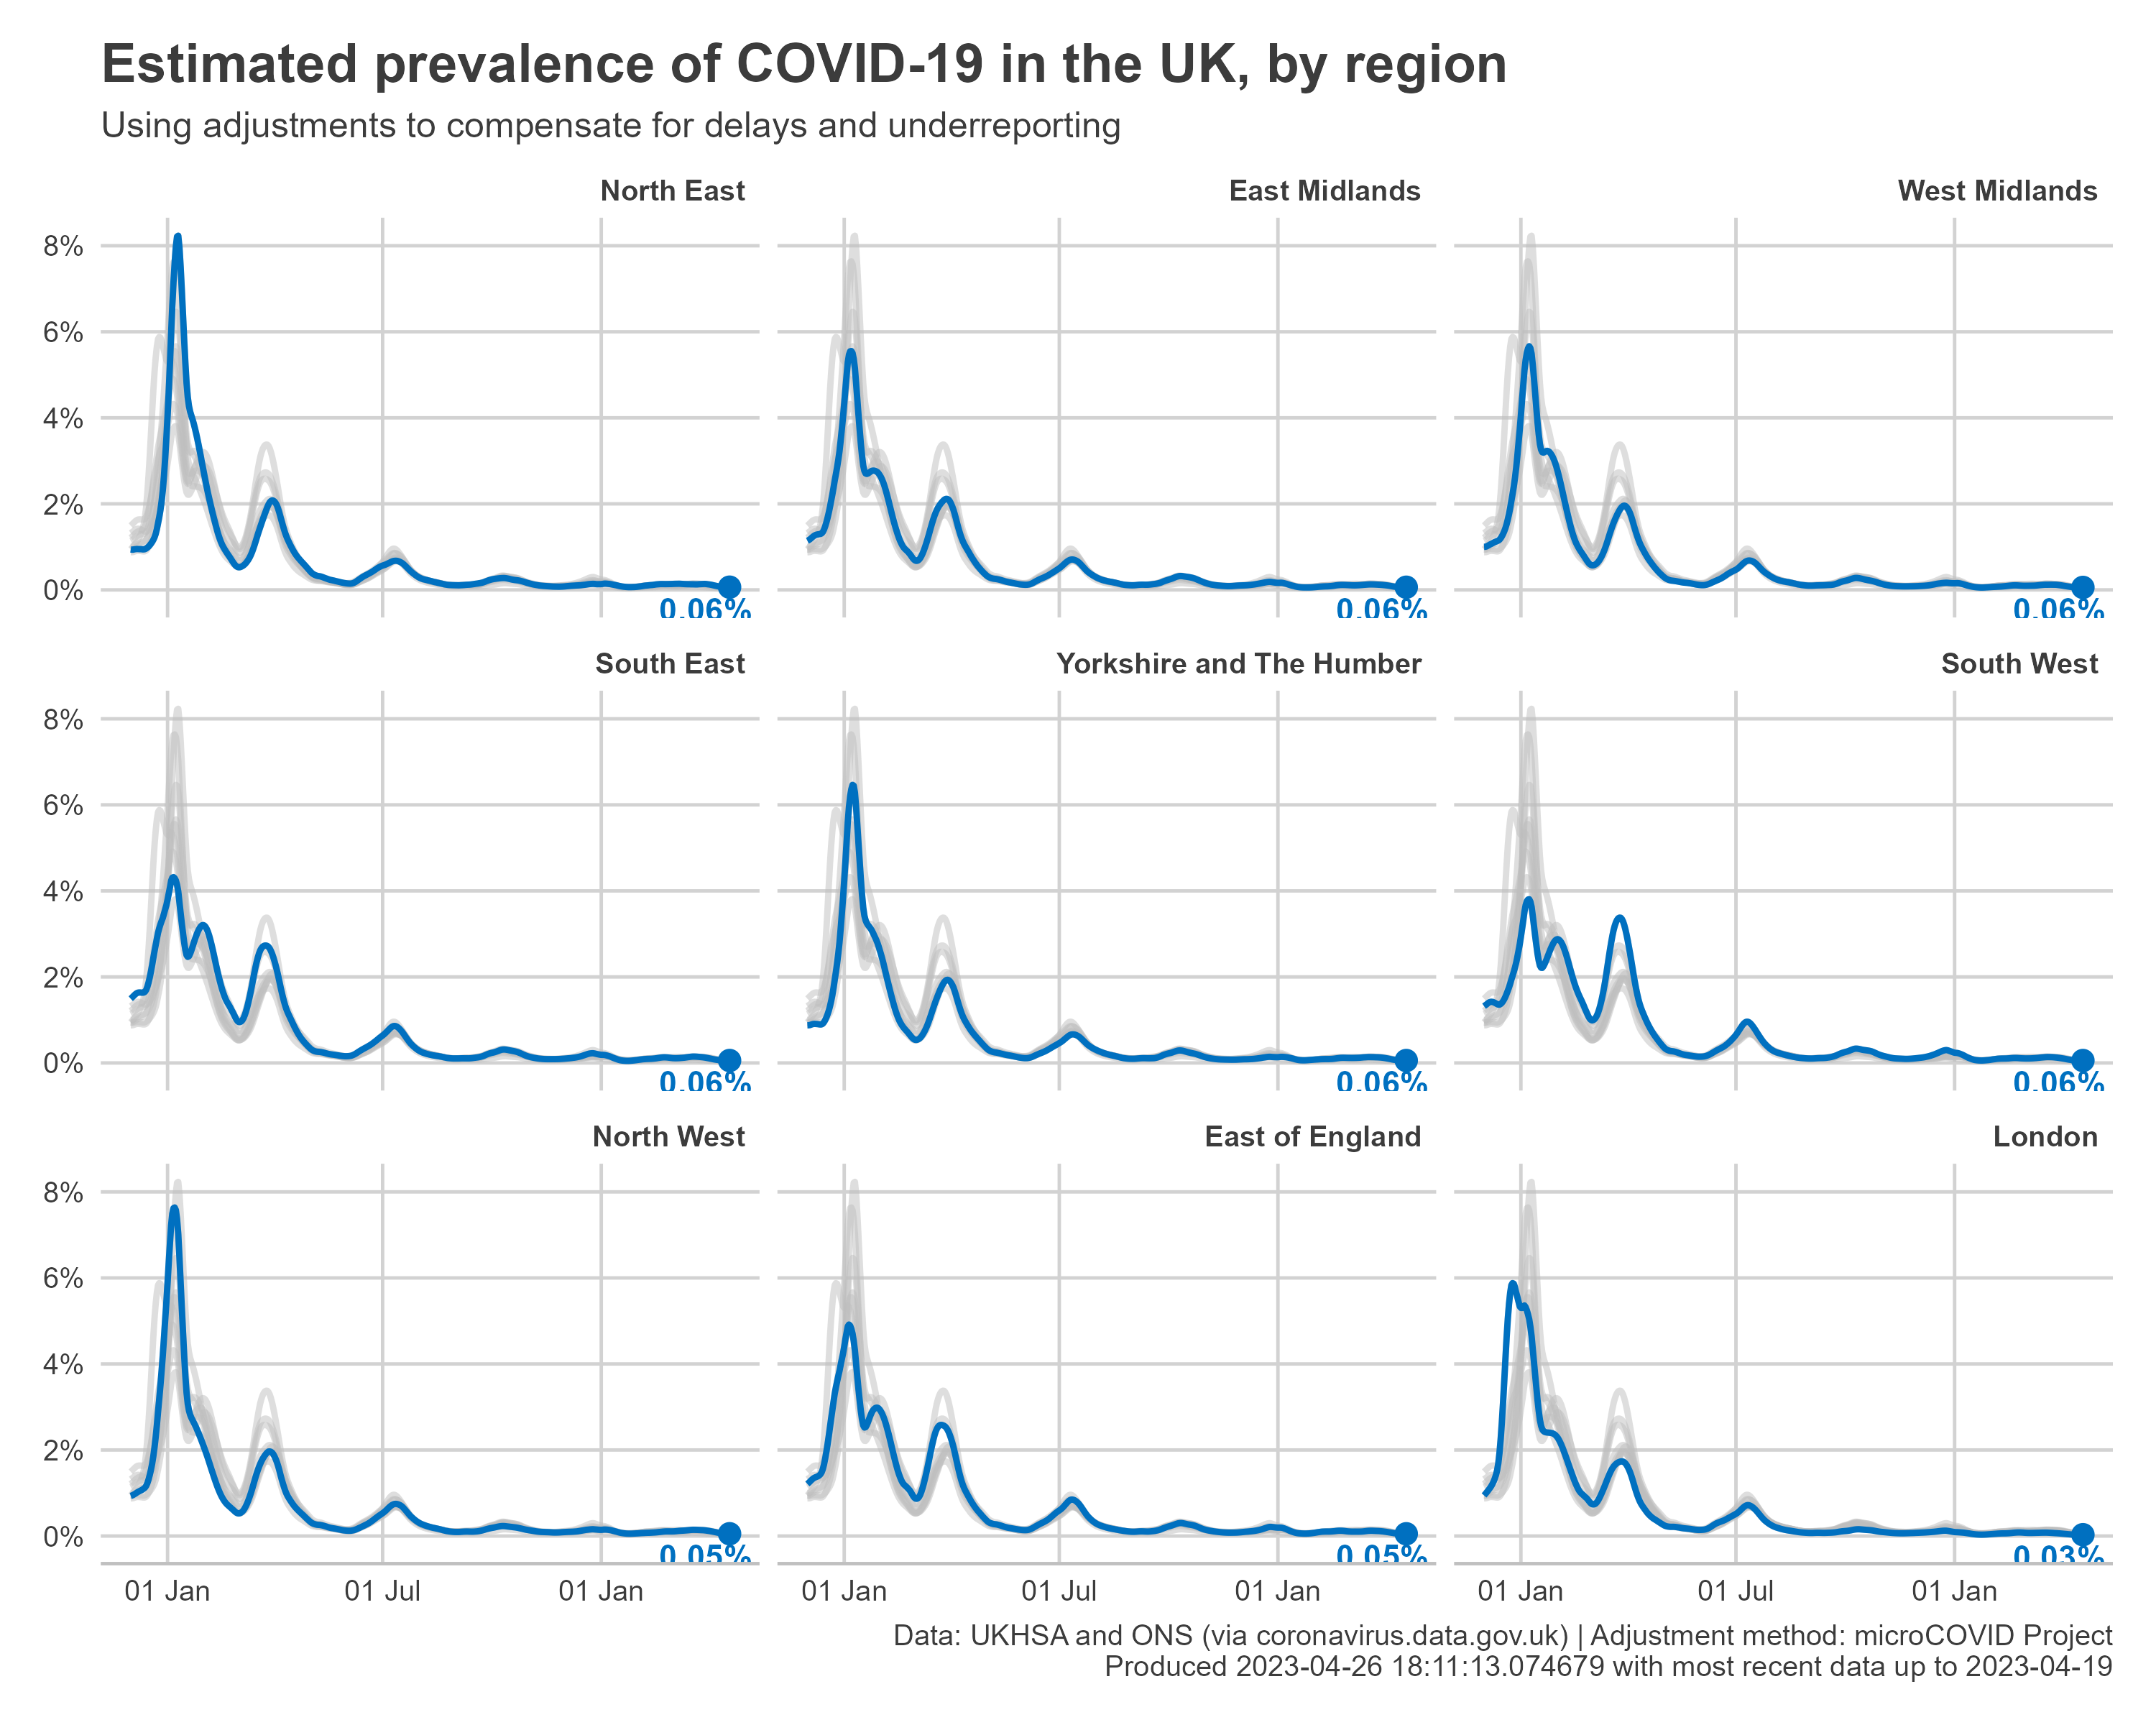 Estimated prevalence of COVID-19 in the UK, by region
Using adjustments to compensate for delays and underreporting
North East
East Midlands
West Midlands
8%
6%
4%
2%
0%
0.06%
0.06%
0.06%
South East
Yorkshire and The Humber
South West
8%
6%
4%
2%
0%
0.06%
0.06%
0.06%
North West
East of England
London
8%
6%
4%
2%
0%
0.05%
0.05%
0.03%
01 Jan
01 Jul
01 Jan
01 Jan
01 Jul
01 Jan
01 Jan
01 Jul
01 Jan
Data: UKHSA and ONS (via coronavirus.data.gov.uk) | Adjustment method: microCOVID Project
Produced 2023-04-26 18:11:13.074679 with most recent data up to 2023-04-19